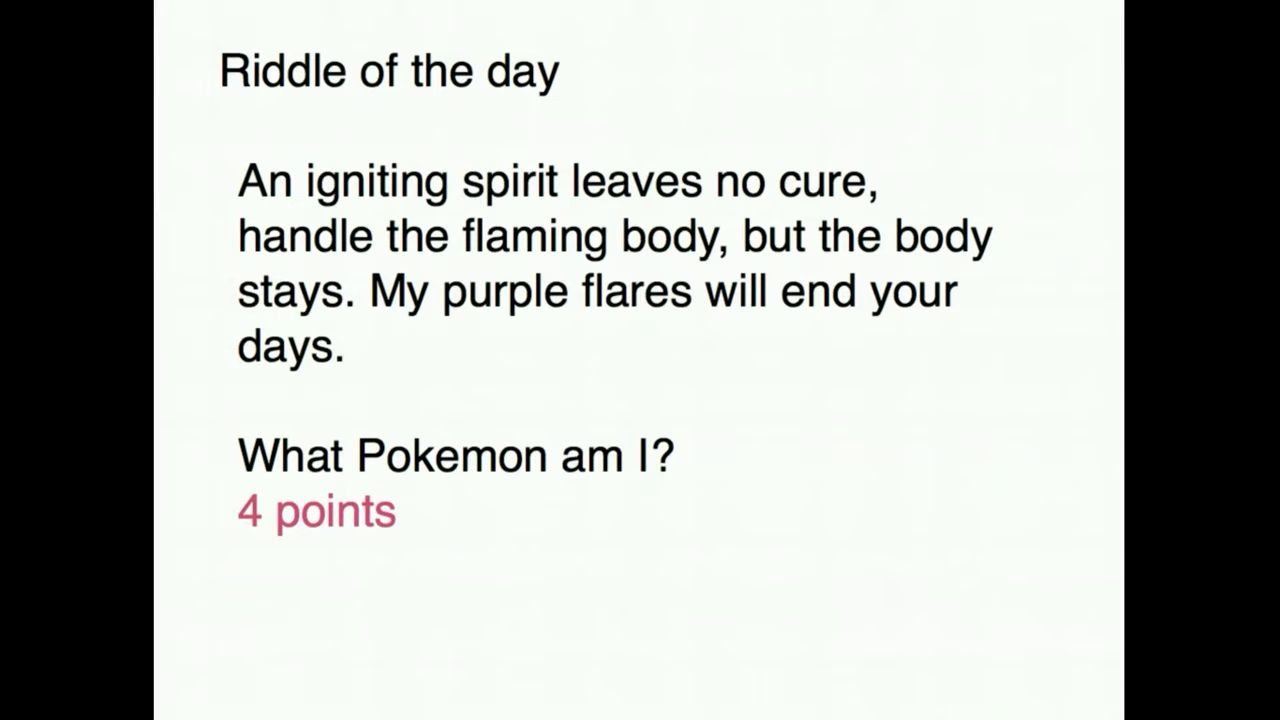 Riddle of the day
An igniting spirit leaves no cure,
handle the flaming body, but the body
stays. My purple flares will end your
days.
What Pokemon am I?
4 points